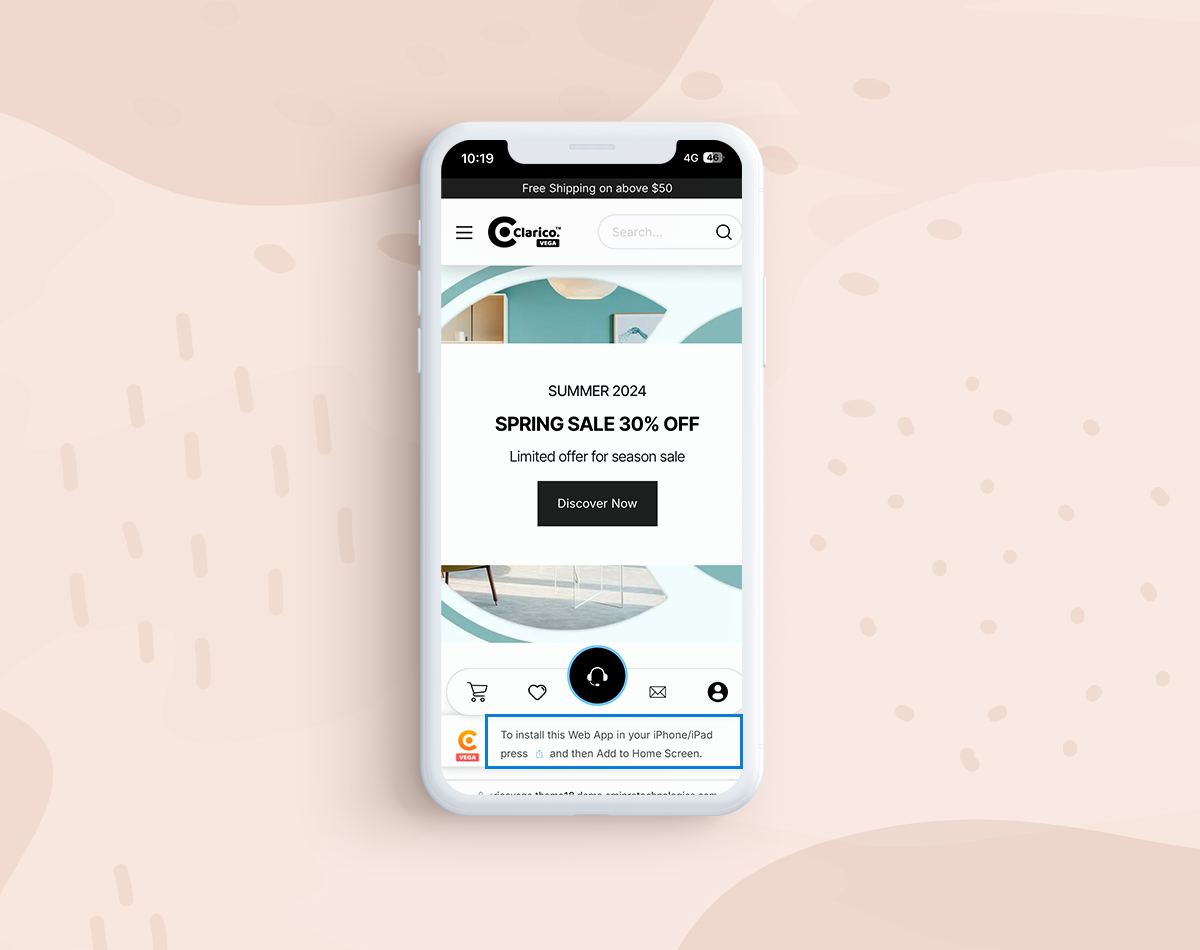 10:19
4G 46
Free Shipping on above $50
Clarico.™
VEGA
Search...
SUMMER 2024
SPRING SALE 30% OFF
Limited offer for season sale
Discover Now
To install this Web App in your iPhone/iPad
VEGA
press and then Add to Home Screen.